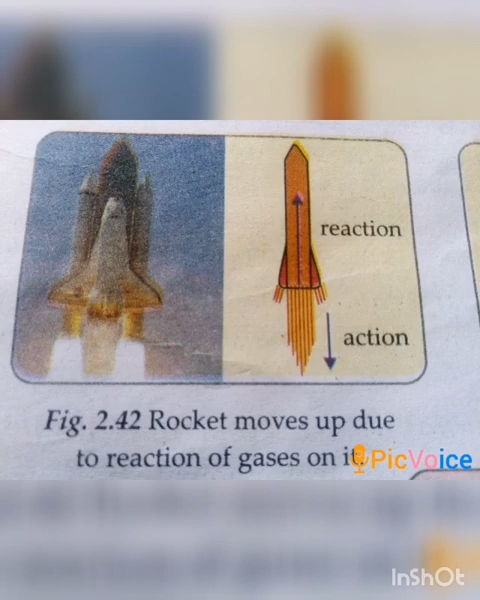 reaction
action
Fig. 2.42 Rocket moves up due
to reaction of gases on it
PicVoice
InShOt